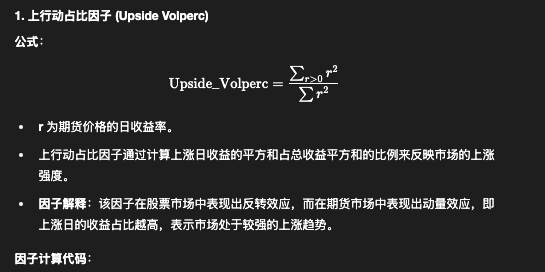 1. 上行动占比因子 (Upside Volperc)
公式：
Upside_Volperc = \frac{\sum_{r>0} r^2}{\sum r^2}
• r 为期货价格的日收益率。
• 上行动占比因子通过计算上涨日收益的平方和占总收益平方和的比例来反映市场的上涨
强度。
• 因子解释：该因子在股票市场中表现出反转效应，而在期货市场中表现出动量效应，即
上涨日的收益占比越高，表示市场处于较强的上涨趋势。
因子计算代码：